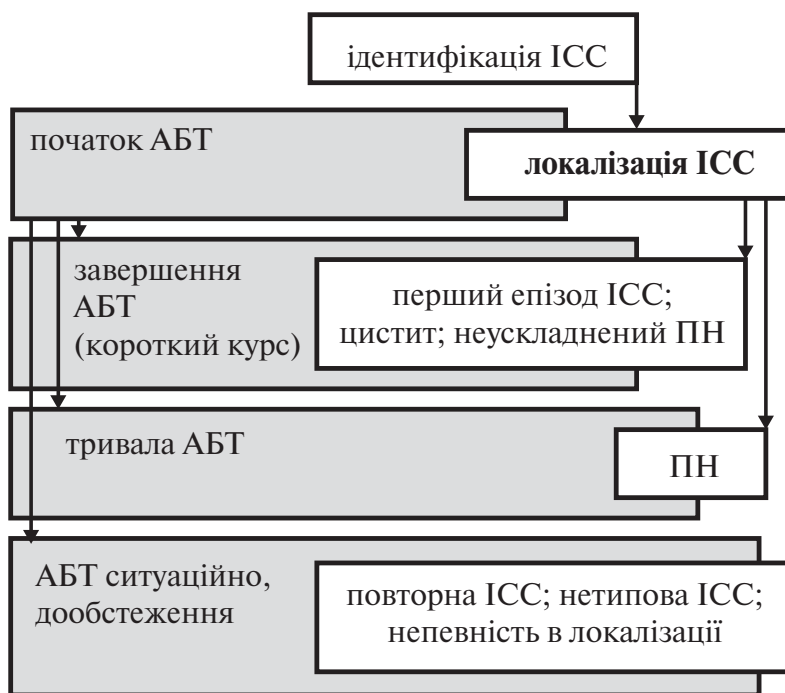 ідентифікація ІСС
початок АБТ
локалізація ІСС
завершення
АБТ
(короткий курс)
перший епізод ІСС;
цистит; неускладнений ПН
тривала АБТ
ПН
АБТ ситуаційно,
дообстеження
повторна ІСС; нетипова ІСС;
непевність в локалізації